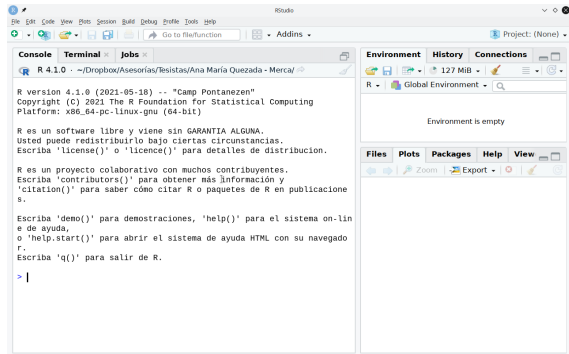 RStudio
File Edit Code View Plots Session Build Debug Profile Tools Help
Go to file/function Addins Project: (None)
Console Terminal Jobs
R 4.1.0 · ~/Dropbox/Asesorías/Tesistas/Ana María Quezada - Merca/
R version 4.1.0 (2021-05-18) -- "Camp Pontanezen"
Copyright (C) 2021 The R Foundation for Statistical Computing
Platform: x86_64-pc-linux-gnu (64-bit)
R es un software libre y viene sin GARANTIA ALGUNA.
Usted puede redistribuirlo bajo ciertas circunstancias.
Escriba 'license()' o 'licence()' para detalles de distribucion.
R es un proyecto colaborativo con muchos contribuyentes.
Escriba 'contributors()' para obtener más información y
'citation()' para saber cómo citar R o paquetes de R en publicacione
s.
Escriba 'demo()' para demostraciones, 'help()' para el sistema on-lin
e de ayuda,
o 'help.start()' para abrir el sistema de ayuda HTML con su navegado
r.
Escriba 'q()' para salir de R.
>
Environment History Connections
127 MiB
R Global Environment
Environment is empty
Files Plots Packages Help View
Zoom Export